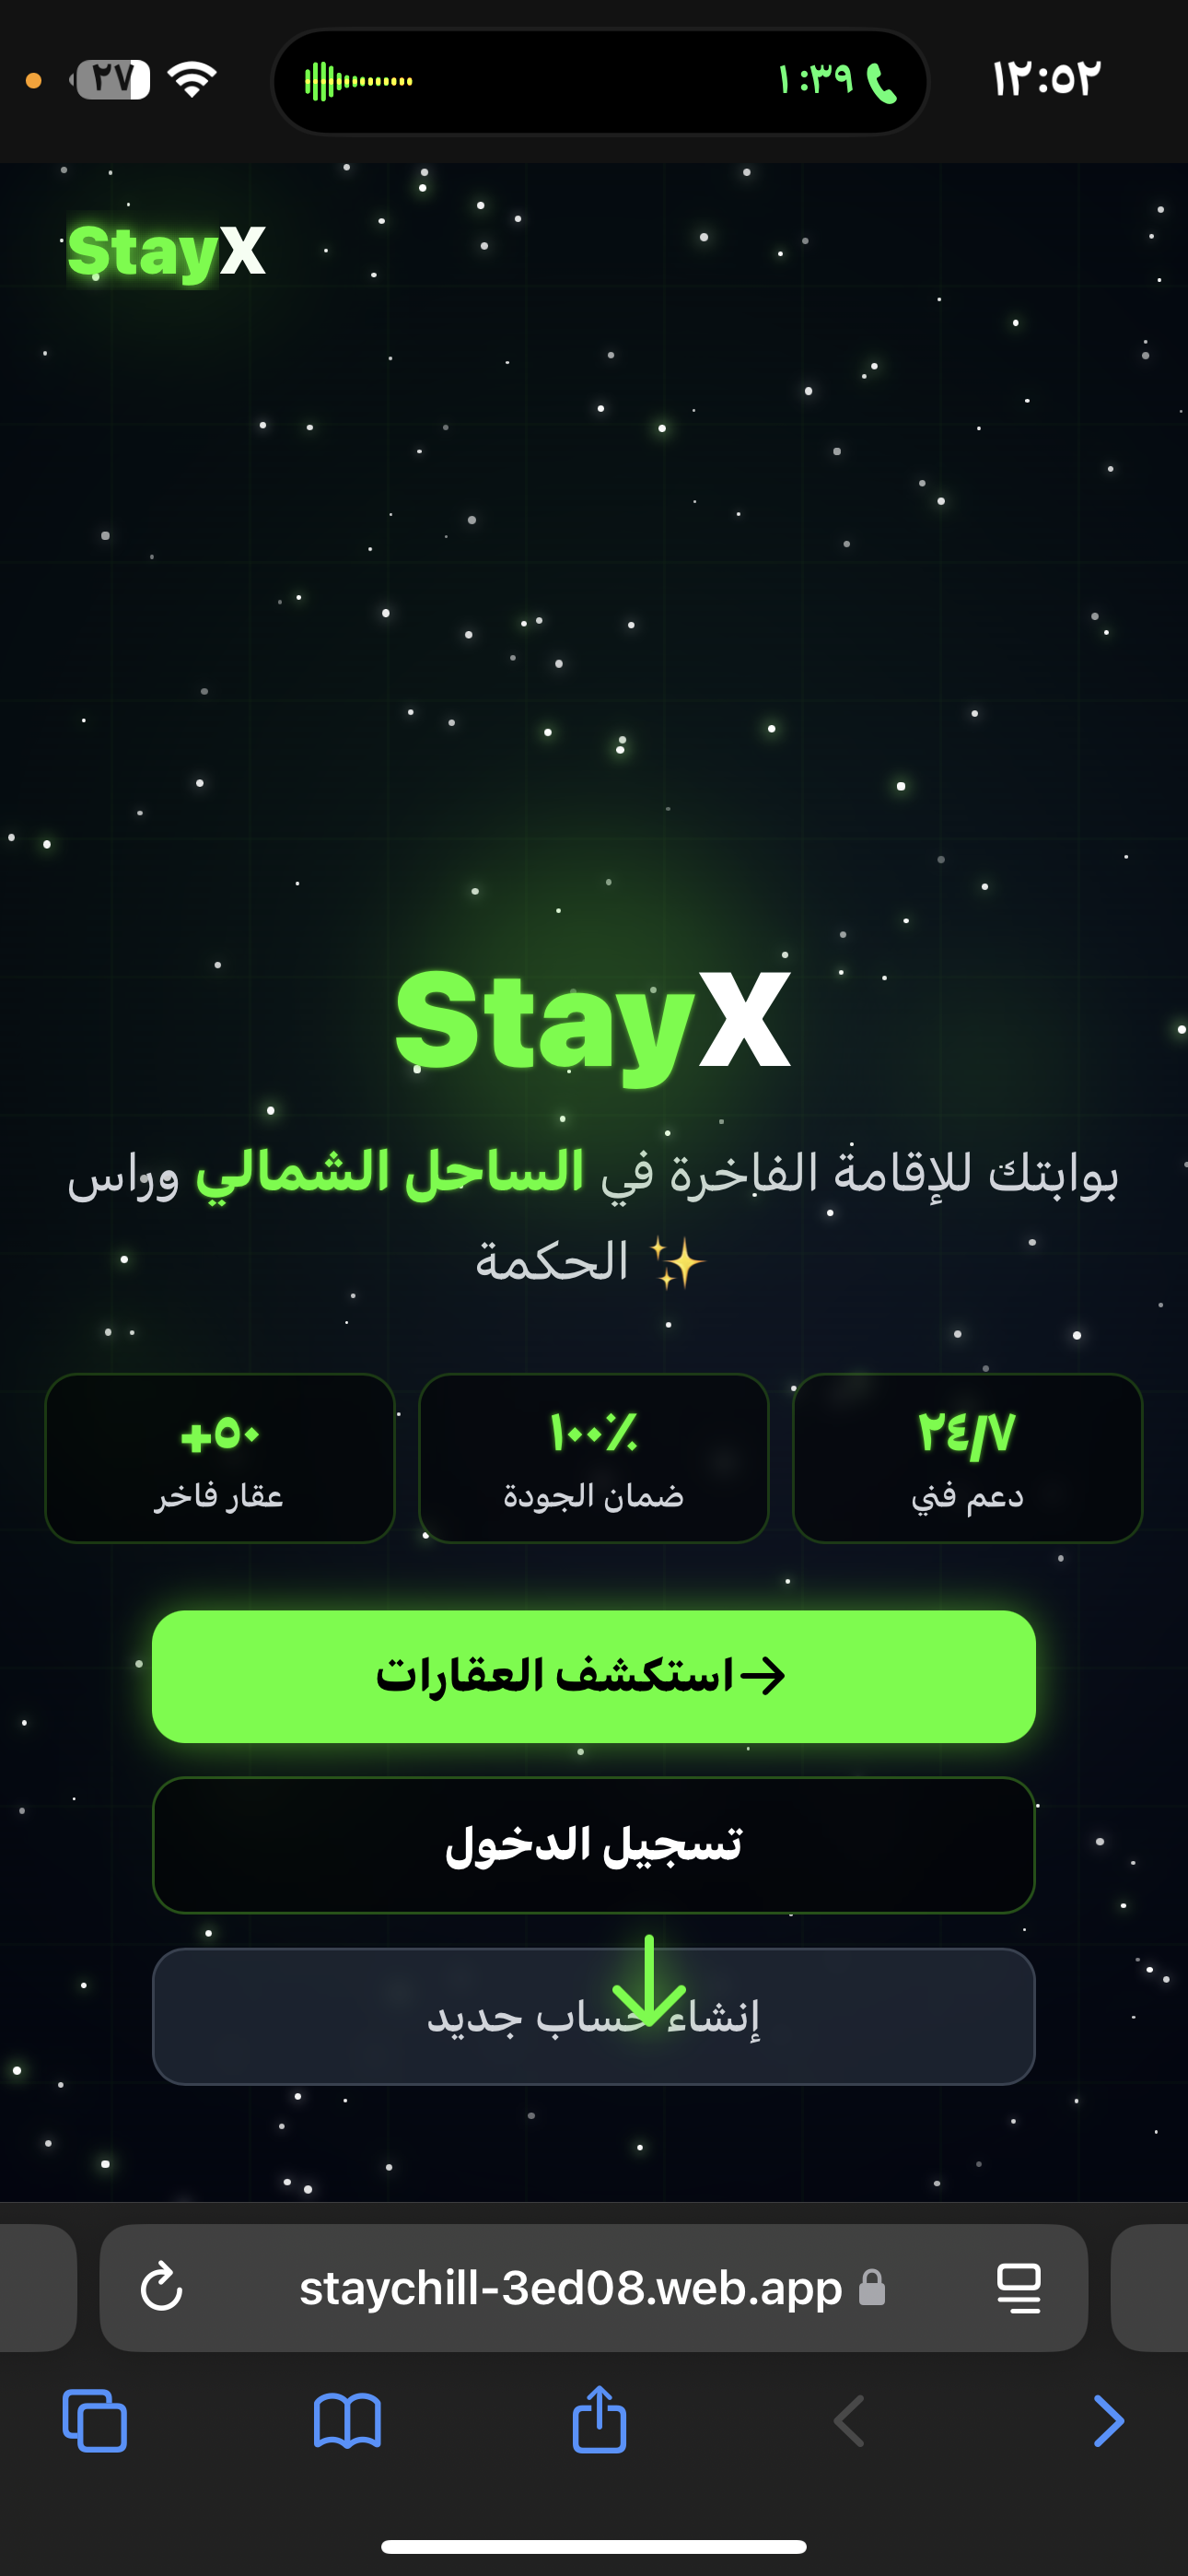 ١٢:٥٢
١:٣٩
٢٧
StayX
StayX
بوابتك للإقامة الفاخرة في الساحل الشمالي وراس
✨ الحكمة
٢٤/٧
دعم فني
١٠٠٪
ضمان الجودة
+٥٠
عقار فاخر
→استكشف العقارات
تسجيل الدخول
إنشاء حساب جديد
staychill-3ed08.web.app